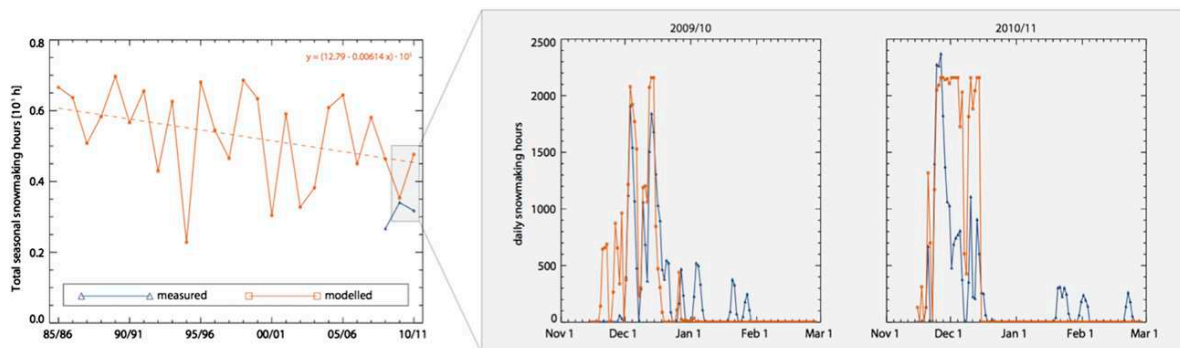 y = (12.79 - 0.00614 x) · 10⁵
Total seasonal snowmaking hours [10⁵ h]
0.8
0.6
0.4
0.2
0.0
measured
modelled
85/86 90/91 95/96 00/01 05/06 10/11
2009/10
2010/11
daily snowmaking hours
2500
2000
1500
1000
500
0
Nov 1 Dec 1 Jan 1 Feb 1 Mar 1
Nov 1 Dec 1 Jan 1 Feb 1 Mar 1